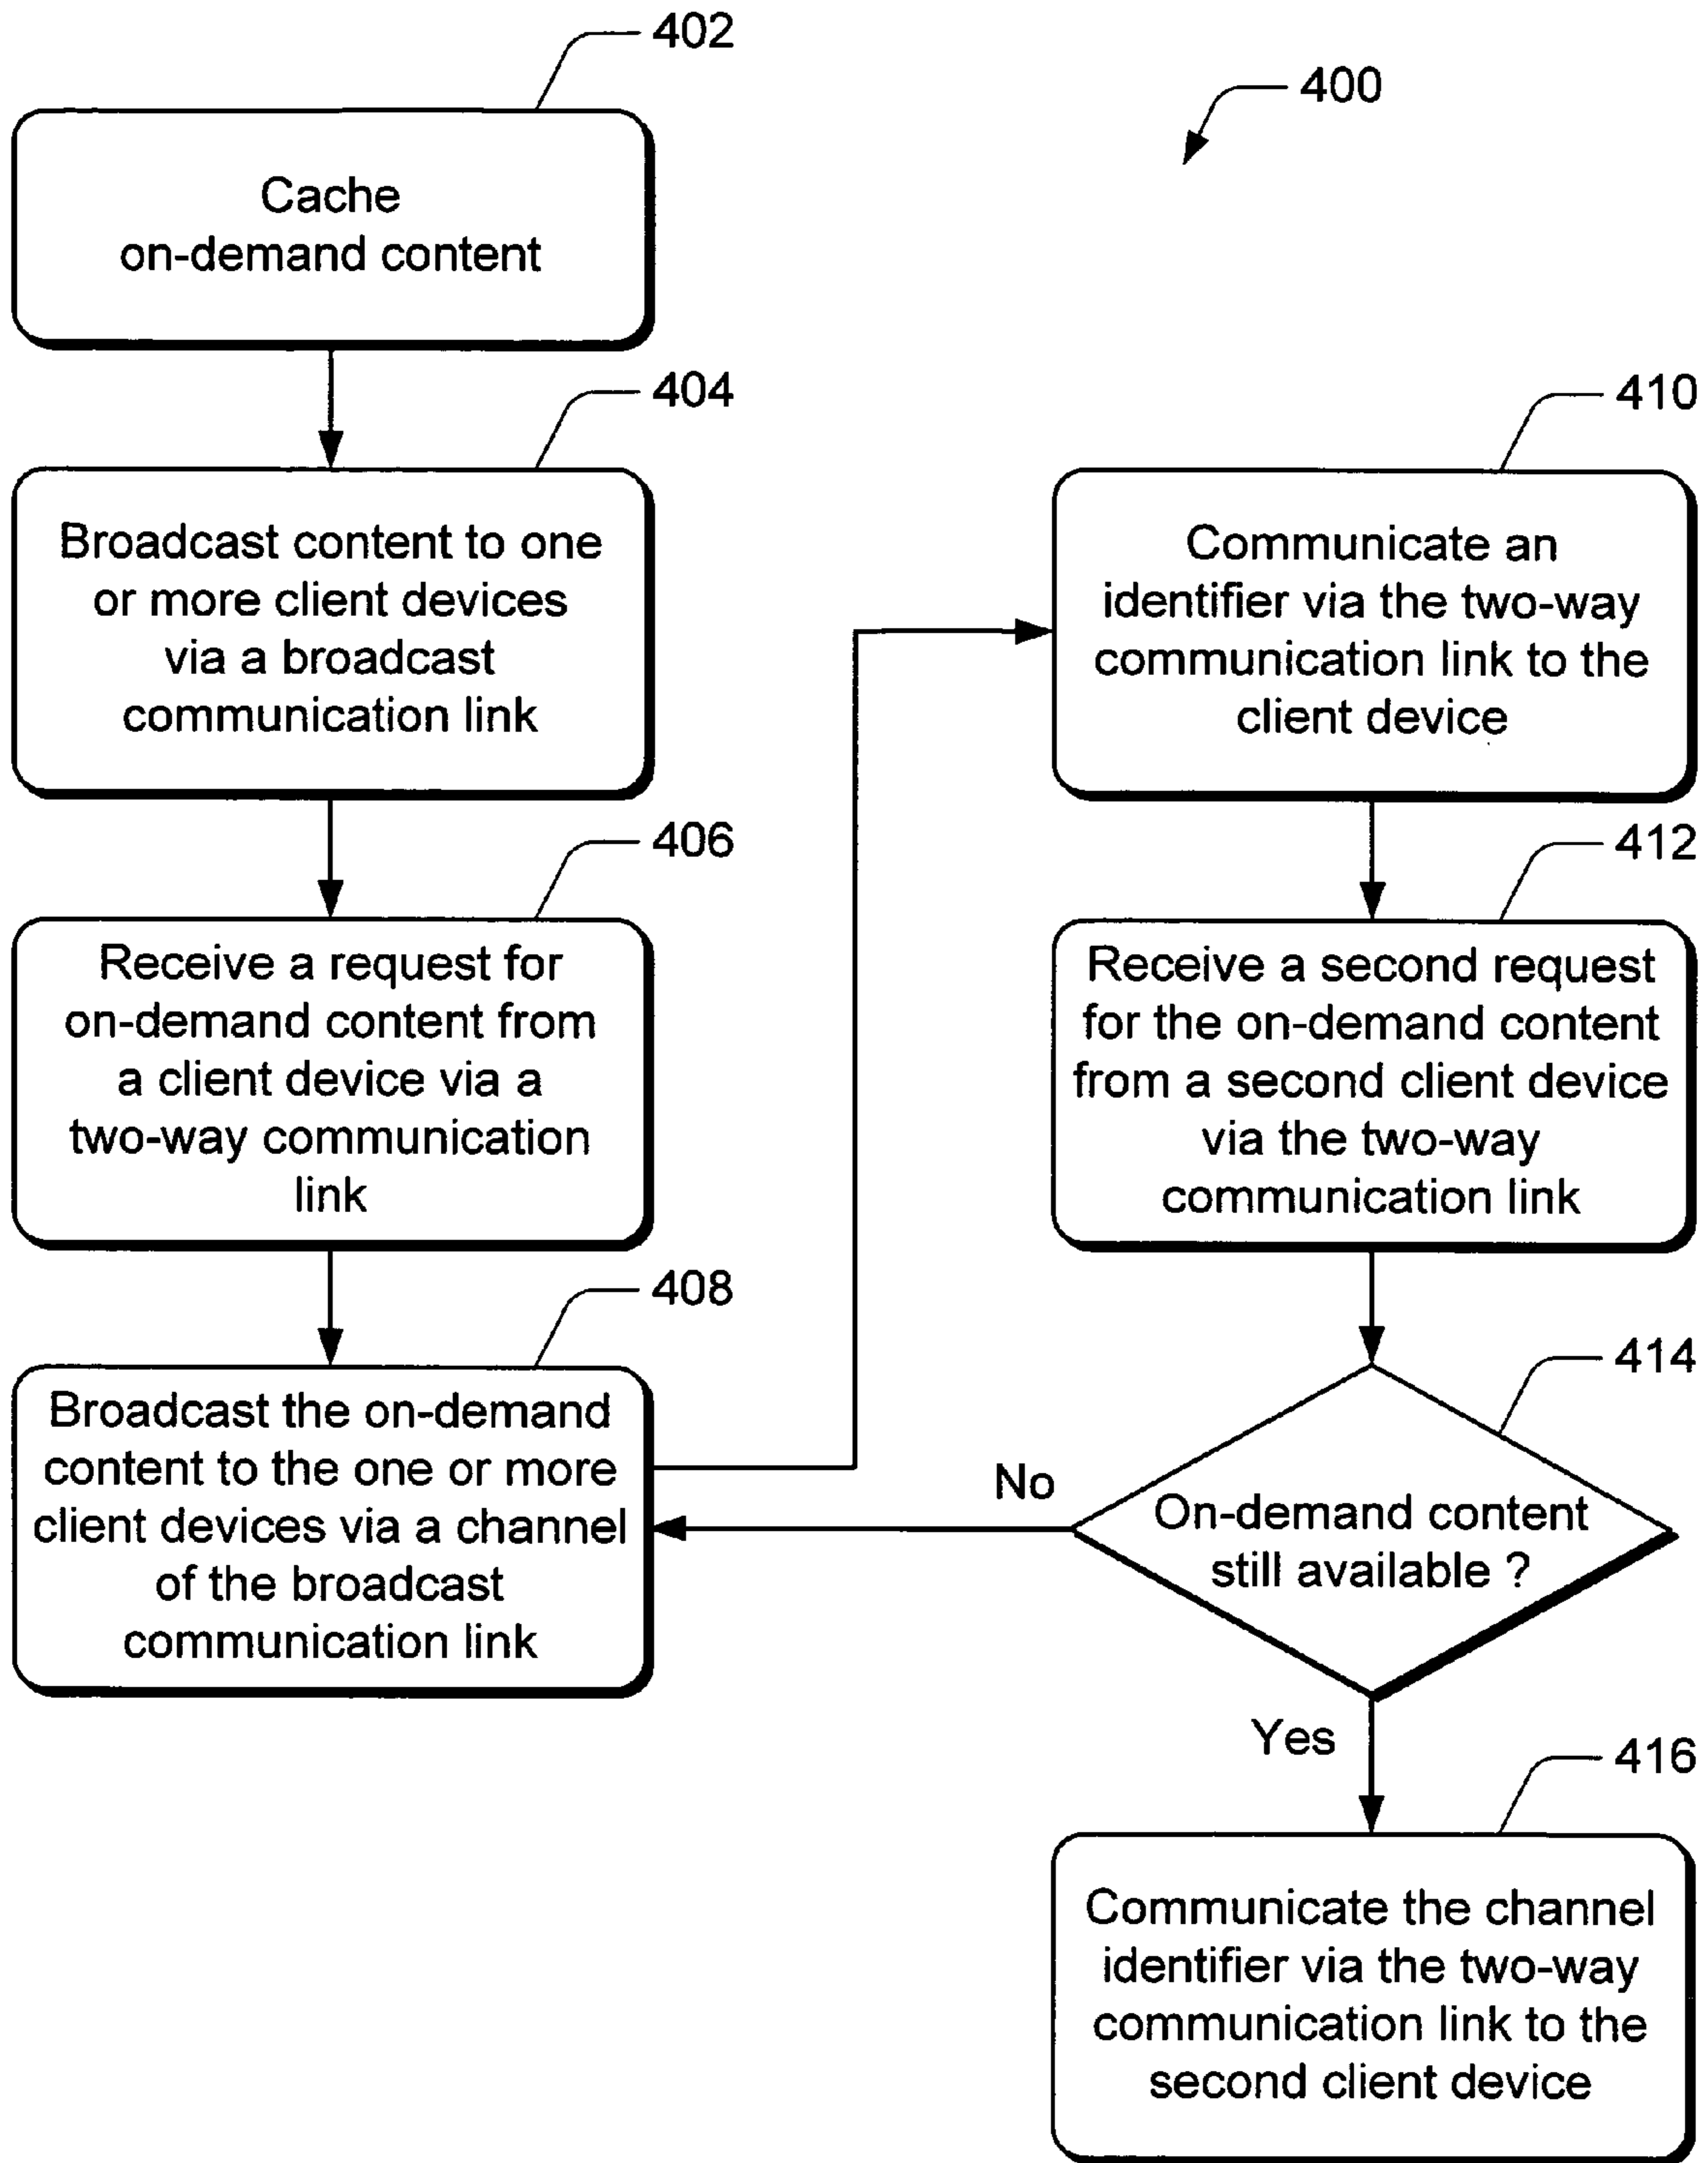 402
400
Cache
on-demand content
404
Broadcast content to one
or more client devices
via a broadcast
communication link
406
Receive a request for
on-demand content from
a client device via a
two-way communication
link
408
Broadcast the on-demand
content to the one or more
client devices via a channel
of the broadcast
communication link
410
Communicate an
identifier via the two-way
communication link to the
client device
412
Receive a second request
for the on-demand content
from a second client device
via the two-way
communication link
414
On-demand content
still available ?
No
Yes
416
Communicate the channel
identifier via the two-way
communication link to the
second client device